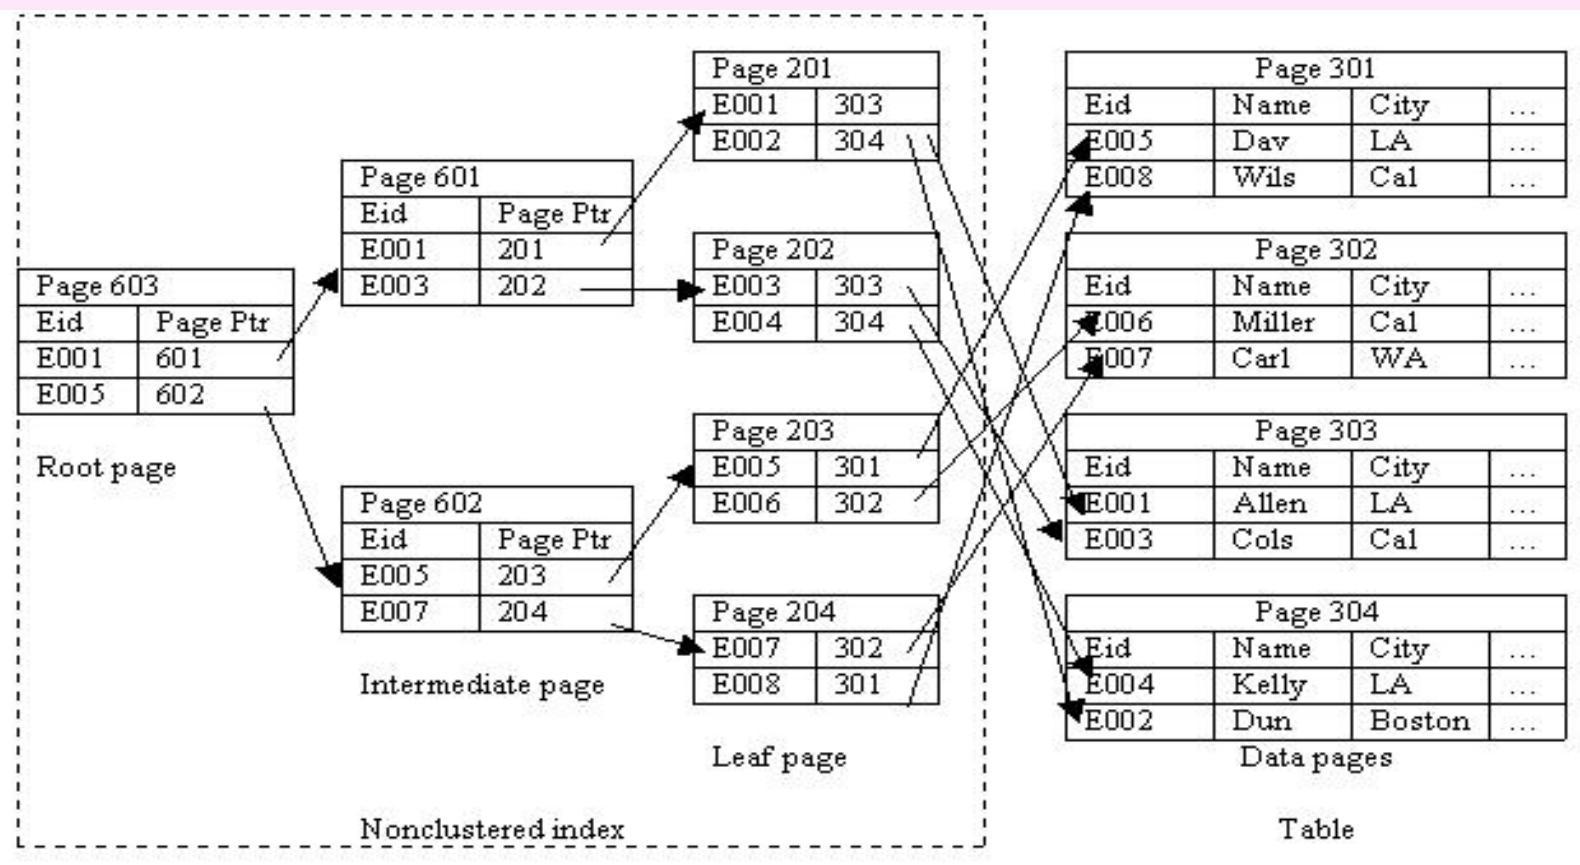 Page 603
Eid Page Ptr
E001 601
E005 602
Root page
Page 601
Eid Page Ptr
E001 201
E003 202
Page 602
Eid Page Ptr
E005 203
E007 204
Intermediate page
Page 201
E001 303
E002 304
Page 202
E003 303
E004 304
Page 203
E005 301
E006 302
Page 204
E007 302
E008 301
Leaf page
Nonclustered index
Page 301
Eid Name City ...
E005 Dav LA ...
E008 Wils Cal ...
Page 302
Eid Name City ...
E006 Miller Cal ...
E007 Carl WA ...
Page 303
Eid Name City ...
E001 Allen LA ...
E003 Cols Cal ...
Page 304
Eid Name City ...
E004 Kelly LA ...
E002 Dun Boston ...
Data pages
Table